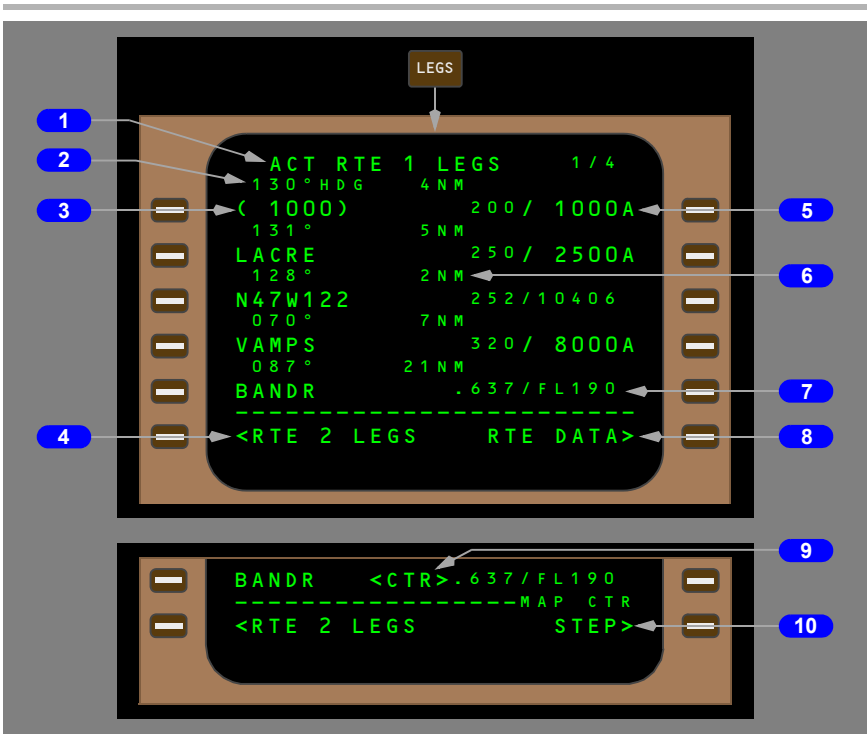 LEGS
1
ACT RTE 1 LEGS 1/4
2
130°HDG 4NM
3
( 1000) 200/ 1000A
5
131° 5NM
LACRE 250/ 2500A
128° 2NM
6
N47W122 252/10406
070° 7NM
VAMPS 320/ 8000A
087° 21NM
BANDR .637/FL190
7
--------------------------
4
<RTE 2 LEGS RTE DATA>
8
9
BANDR <CTR>.637/FL190
------------------MAP CTR
<RTE 2 LEGS STEP>
10